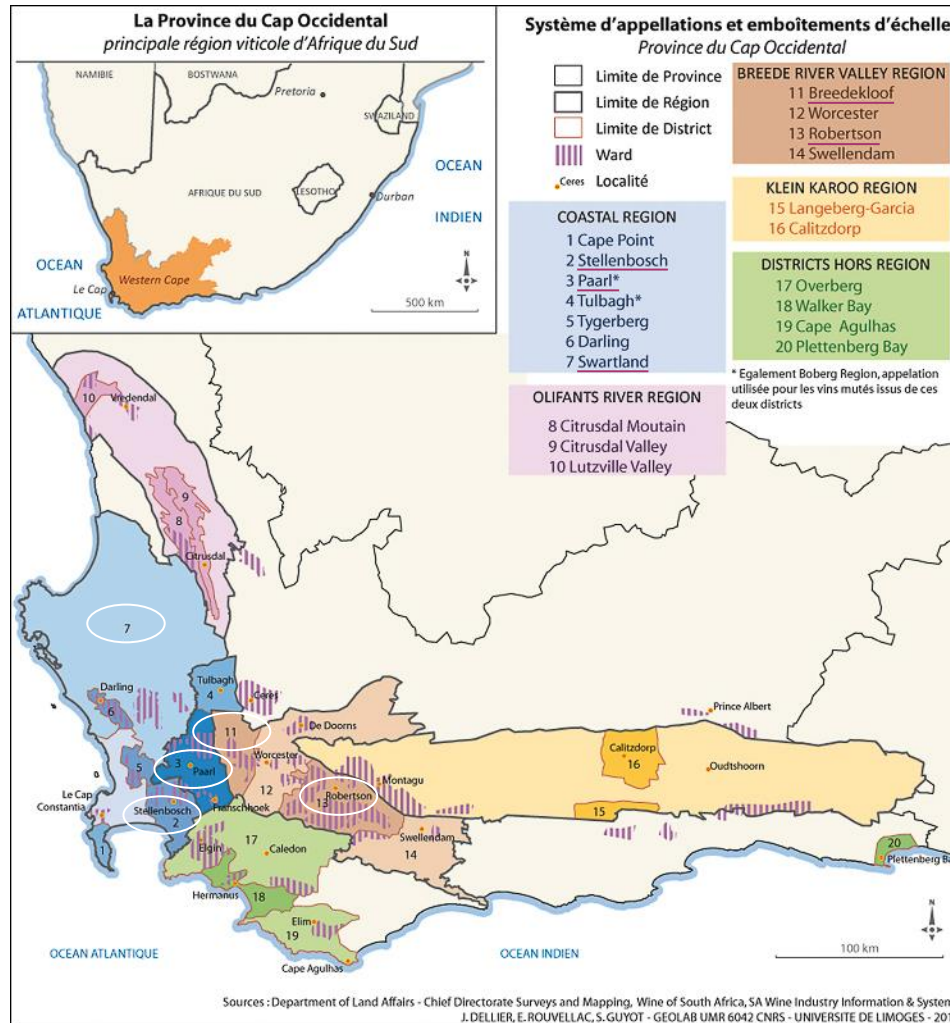 La Province du Cap Occidental
principale région viticole d'Afrique du Sud
NAMIBIE
BOSTWANA
Pretoria
SWAZILAND
OCEAN
AFRIQUE DU SUD
LESOTHO
Durban
INDIEN
OCEAN
Western Cape
Le Cap
ATLANTIQUE
N
500 km
Système d'appellations et emboîtements d'échelle
Province du Cap Occidental
Limite de Province
Limite de Région
Limite de District
Ward
Ceres Localité
BREEDE RIVER VALLEY REGION
11 Breedekloof
12 Worcester
13 Robertson
14 Swellendam
KLEIN KAROO REGION
15 Langeberg-Garcia
16 Calitzdorp
COASTAL REGION
1 Cape Point
2 Stellenbosch
3 Paarl*
4 Tulbagh*
5 Tygerberg
6 Darling
7 Swartland
DISTRICTS HORS REGION
17 Overberg
18 Walker Bay
19 Cape Agulhas
20 Plettenberg Bay
* Egalement Boberg Region, appelation
utilisée pour les vins mutés issus de ces
deux districts
OLIFANTS RIVER REGION
8 Citrusdal Moutain
9 Citrusdal Valley
10 Lutzville Valley
10
Vredendal
9
8
Citrusdal
7
Tulbagh
4
Ceres
Darling
6
Prince Albert
De Doorns
11
Calitzdorp
16
Worcester
3
Paarl
5
Oudtshoorn
Montagu
12
Robertson
13
Le Cap
Constantia
Franschhoek
Stellenbosch
2
15
Swellendam
14
17
Elgin
Caledon
20
Plettenberg Ba
1
Hermanus
18
Elim
19
Cape Agulhas
OCEAN ATLANTIQUE
OCEAN INDIEN
N
100 km
Sources : Department of Land Affairs - Chief Directorate Surveys and Mapping, Wine of South Africa, SA Wine Industry Information & System
J. DELLIER, E. ROUVELLAC, S. GUYOT - GEOLAB UMR 6042 CNRS - UNIVERSITE DE LIMOGES - 201